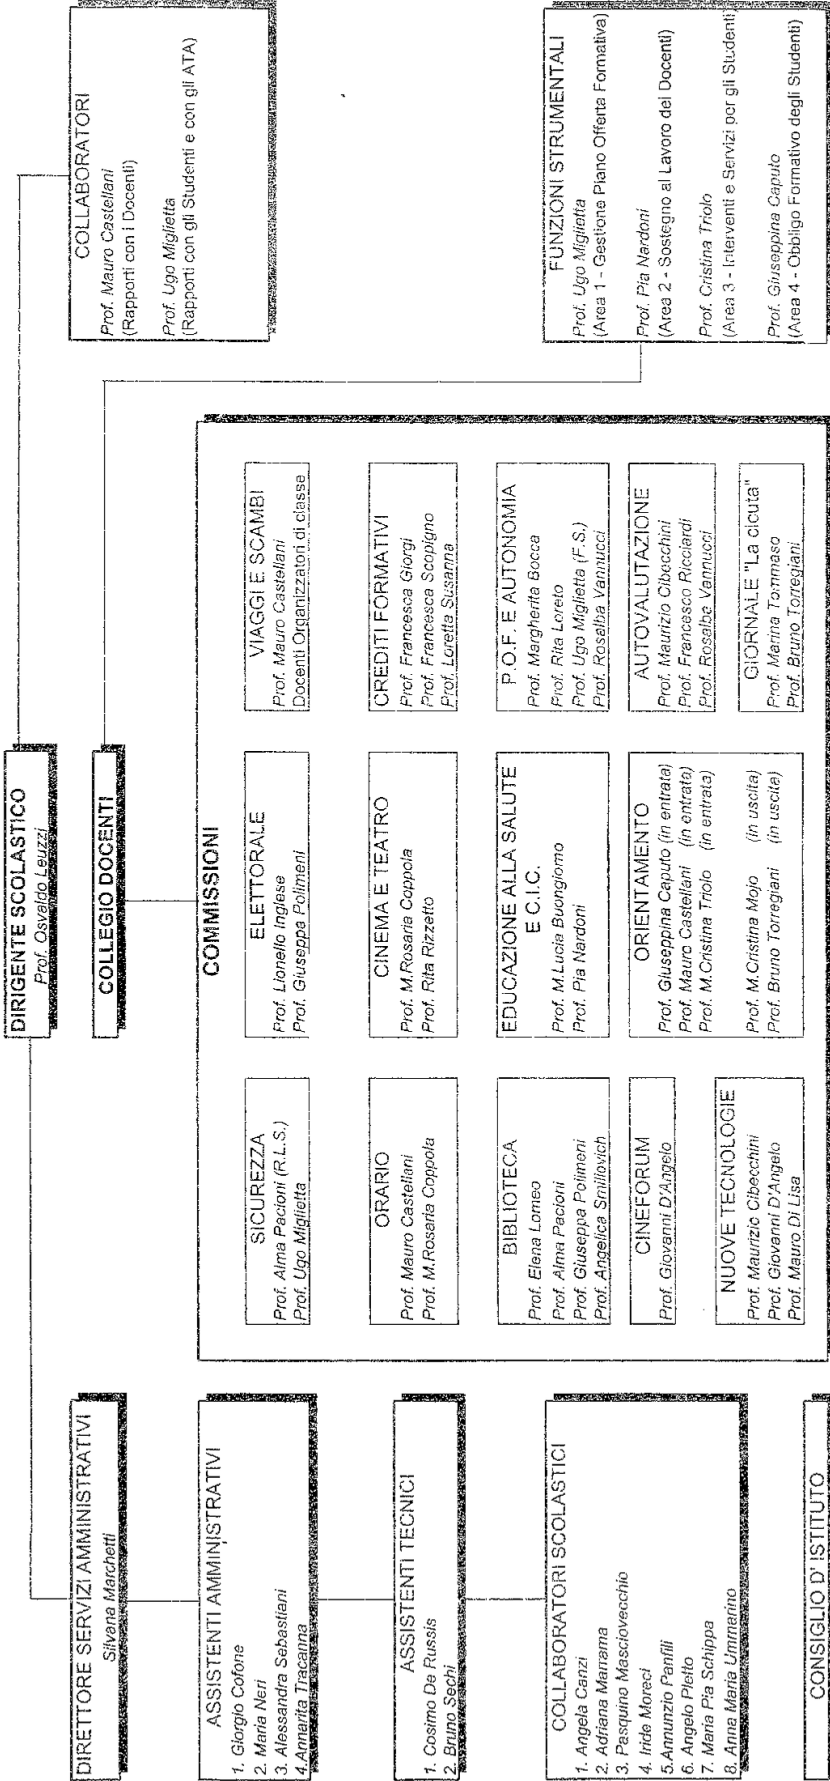 DIRIGENTE SCOLASTICO
Prof. Osvaldo Leuzzi
COLLEGIO DOCENTI
DIRETTORE SERVIZI AMMINISTRATIVI
Silvana Marchetti
ASSISTENTI AMMINISTRATIVI
1. Giorgio Cofone
2. Maria Neri
3. Alessandra Sebastiani
4.Annarita Tracanna
ASSISTENTI TECNICI
1. Cosimo De Russis
2. Bruno Sechi
COLLABORATORI SCOLASTICI
1. Angela Canzi
2. Adriana Marrama
3. Pasquino Masciovecchio
4. Iride Moreci
5.Annunzio Panfili
6. Angelo Pletto
7. Maria Pia Schippa
8. Anna Maria Ummarino
CONSIGLIO D' ISTITUTO
COMMISSIONI
SICUREZZA
Prof. Alma Pacioni (R.L.S.)
Prof. Ugo Miglietta
ELETTORALE
Prof. Lionello Inglese
Prof. Giuseppa Polimeni
VIAGGI E SCAMBI
Prof. Mauro Castellani
Docenti Organizzatori di classe
ORARIO
Prof. Mauro Castellani
Prof. M.Rosaria Coppola
CINEMA E TEATRO
Prof. M.Rosaria Coppola
Prof. Rita Rizzetto
CREDITI FORMATIVI
Prof. Francesca Giorgi
Prof. Francesca Scopigno
Prof. Loretta Susanna
BIBLIOTECA
Prof. Elena Lomeo
Prof. Alma Pacioni
Prof. Giuseppa Polimeni
Prof. Angelica Smillovich
EDUCAZIONE ALLA SALUTE
E C.I.C.
Prof. M.Lucia Buongiorno
Prof. Pia Nardoni
P.O.F. E AUTONOMIA
Prof. Margherita Bocca
Prof. Rita Loreto
Prof. Ugo Miglietta (F.S.)
Prof. Rosalba Vannucci
CINEFORUM
Prof. Giovanni D'Angelo
ORIENTAMENTO
Prof. Giuseppina Caputo (in entrata)
Prof. Mauro Castellani (in entrata)
Prof. M.Cristina Triolo (in entrata)
Prof. M.Cristina Mojo (in uscita)
Prof. Bruno Torregiani (in uscita)
AUTOVALUTAZIONE
Prof. Maurizio Cibecchini
Prof. Francesco Ricciardi
Prof. Rosalba Vannucci
NUOVE TECNOLOGIE
Prof. Maurizio Cibecchini
Prof. Giovanni D'Angelo
Prof. Mauro Di Lisa
GIORNALE "La cicuta"
Prof. Marina Tommaso
Prof. Bruno Torregiani
COLLABORATORI
Prof. Mauro Castellani
(Rapporti con i Docenti)
Prof. Ugo Miglietta
(Rapporti con gli Studenti e con gli ATA)
FUNZIONI STRUMENTALI
Prof. Ugo Miglietta
(Area 1 - Gestione Piano Offerta Formativa)
Prof. Pia Nardoni
(Area 2 - Sostegno al Lavoro dei Docenti)
Prof. Cristina Triolo
(Area 3 - Interventi e Servizi per gli Studenti
Prof. Giuseppina Caputo
(Area 4 - Obbligo Formativo degli Studenti)